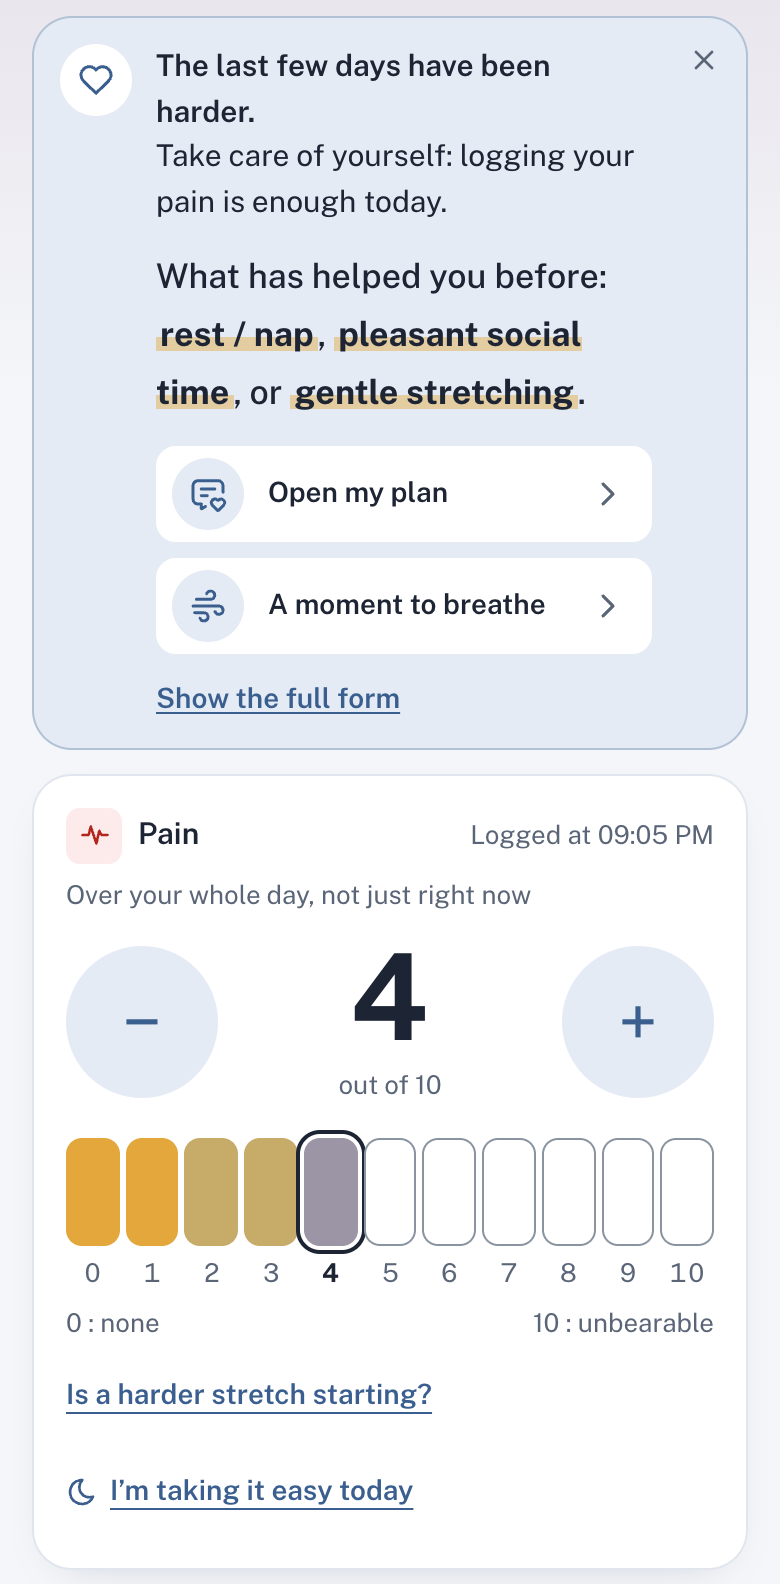 The last few days have been
harder.
Take care of yourself: logging your
pain is enough today.
What has helped you before:
rest / nap, pleasant social
time, or gentle stretching.
Open my plan
A moment to breathe
Show the full form
Pain
Logged at 09:05 PM
Over your whole day, not just right now
4
out of 10
0 1 2 3 4 5 6 7 8 9 10
0 : none
10 : unbearable
Is a harder stretch starting?
I’m taking it easy today